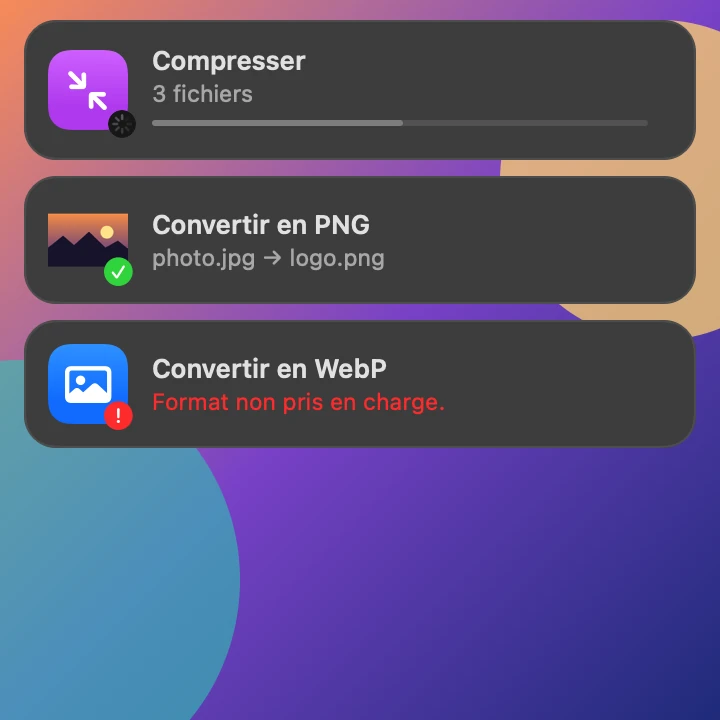 Compresser
3 fichiers
Convertir en PNG
photo.jpg → logo.png
Convertir en WebP
Format non pris en charge.